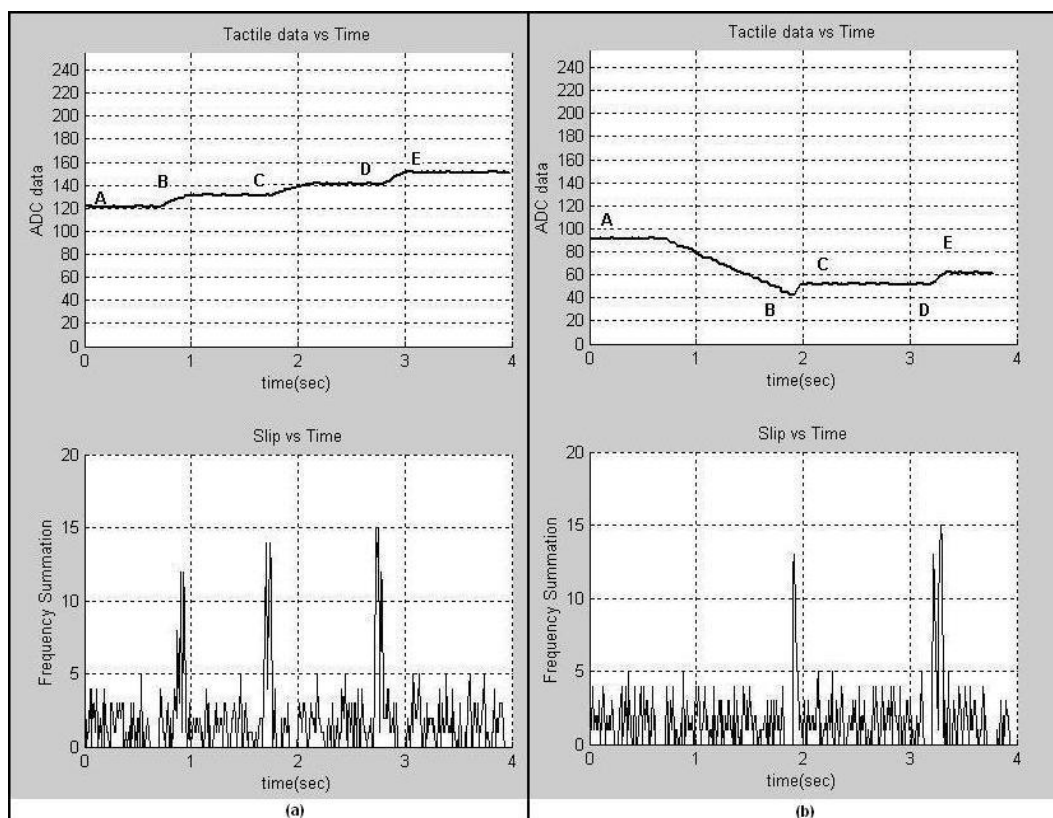 Tactile data vs Time
ADC data
240
220
200
180
160
140
120
100
80
60
40
20
0
A
B
C
D
E
0 1 2 3 4
time(sec)
Slip vs Time
Frequency Summation
20
15
10
5
0
0 1 2 3 4
time(sec)
(a)
Tactile data vs Time
ADC data
240
220
200
180
160
140
120
100
80
60
40
20
0
A
B
C
D
E
0 1 2 3 4
time(sec)
Slip vs Time
Frequency Summation
20
15
10
5
0
0 1 2 3 4
time(sec)
(b)